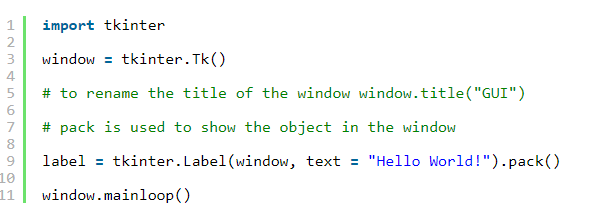 1 import tkinter
2
3 window = tkinter.Tk()
4
5 # to rename the title of the window window.title("GUI")
6
7 # pack is used to show the object in the window
8
9 label = tkinter.Label(window, text = "Hello World!").pack()
10
11 window.mainloop()